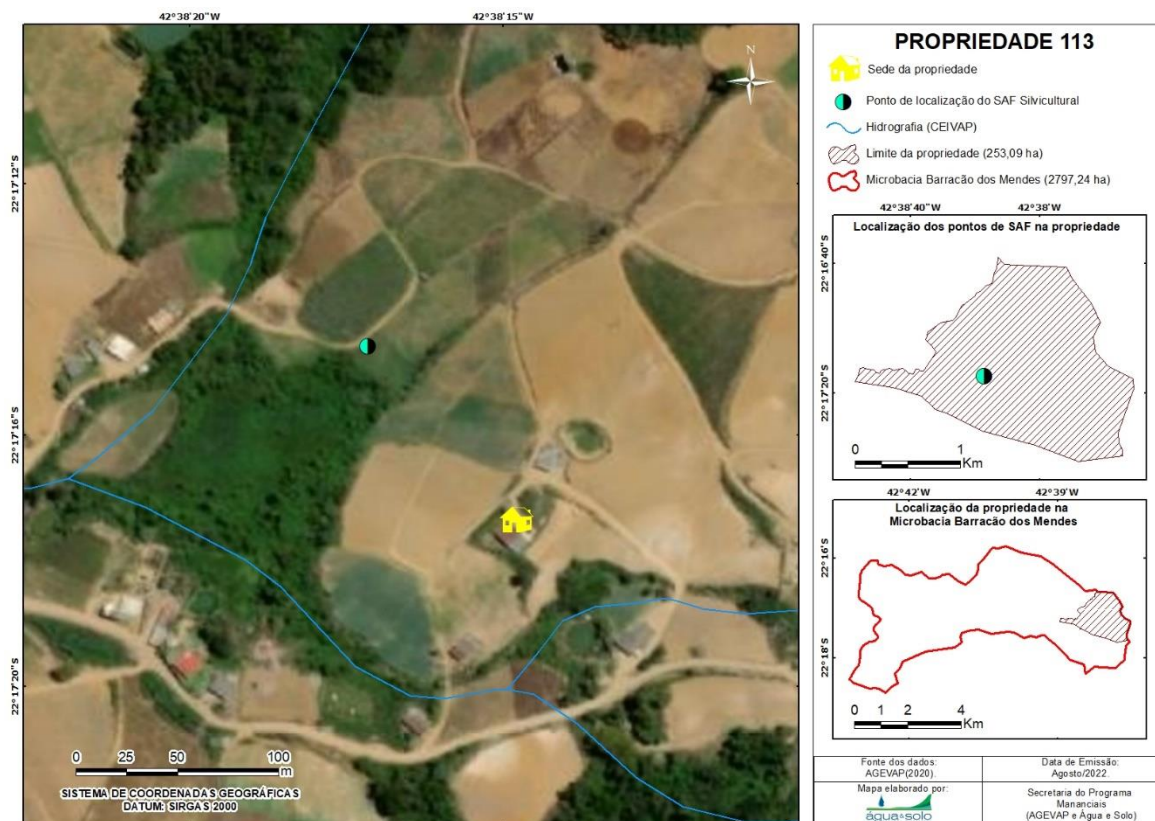 42°38'20"W
42°38'15"W
N
22°17'12"S
22°17'16"S
22°17'20"S
0 25 50 100
m
SISTEMA DE COORDENADAS GEOGRÁFICAS
DATUM: SIRGAS 2000
PROPRIEDADE 113
Sede da propriedade
Ponto de localização do SAF Silvicultural
Hidrografia (CEIVAP)
Limite da propriedade (253,09 ha)
Microbacia Barracão dos Mendes (2797,24 ha)
42°38'40"W
42°38'W
Localização dos pontos de SAF na propriedade
22°16'40"S
22°17'20"S
0 1
Km
42°42'W
42°39'W
Localização da propriedade na
Microbacia Barracão dos Mendes
22°16'S
22°18'S
0 1 2 4
Km
Fonte dos dados:
AGEVAP(2020).
Data de Emissão:
Agosto/2022.
Mapa elaborado por:
água&solo
Secretaria do Programa
Mananciais
(AGEVAP e Água e Solo)